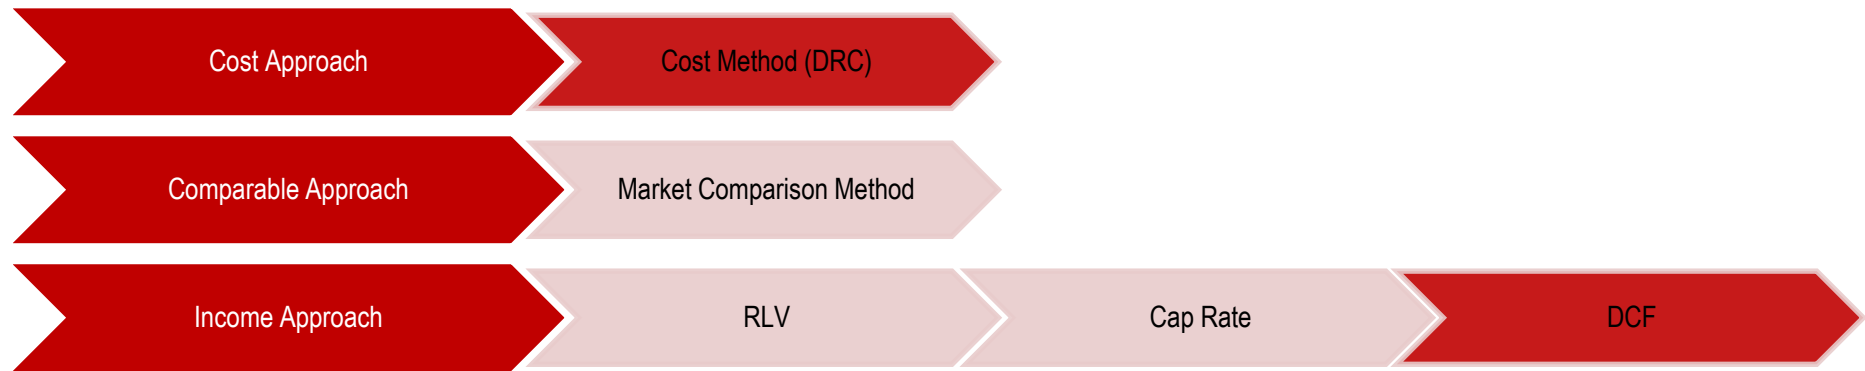 Cost Approach
Cost Method (DRC)
Comparable Approach
Market Comparison Method
Income Approach
RLV
Cap Rate
DCF